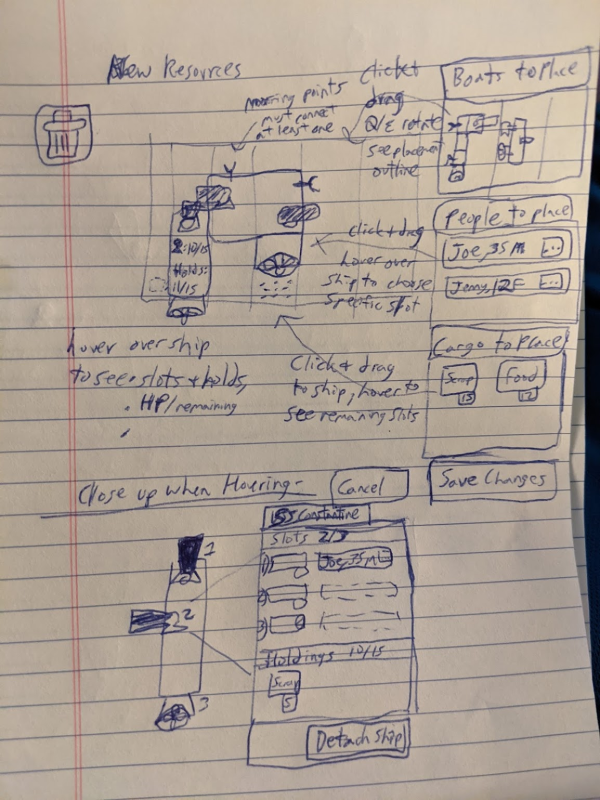 New Resources
mooring points
must connect
at least one
Click+
drag
Q/E rotate
see placement
outline
Boats to place
People to place
Joe, 35 M
Jenny, 12 F
click + drag
hover over
ship to choose
specific slot
2:10/15
Holds:
11/15
Cargo to Place
Scrap
15
Food
12
hover over ship
to see • slots + holds,
• HP/remaining
•
Click + drag
to ship, hover to
see remaining slots
Close up when Hovering-
Cancel
Save Changes
USS Constantine
Slots 2/3
1) Joe, 35 M
2)
3)
Holdings 10/15
Scrap
5
Detach Ship
1
2
3